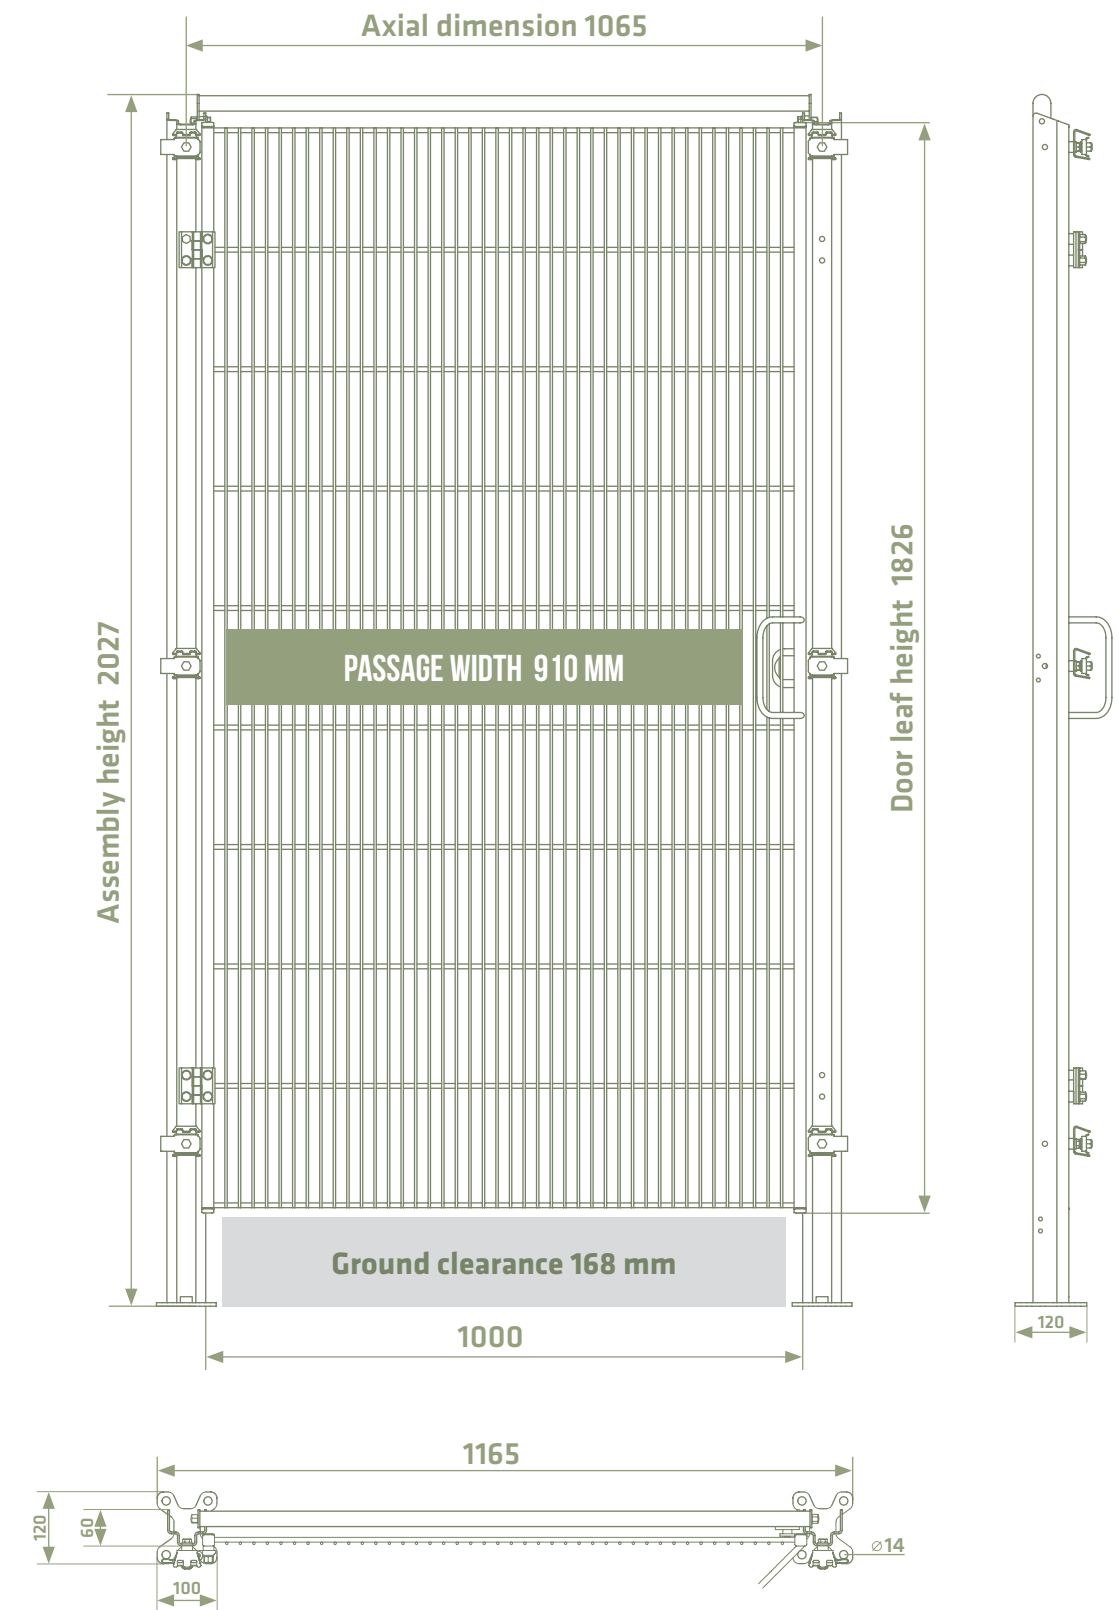 Axial dimension 1065
Assembly height 2027
Door leaf height 1826
PASSAGE WIDTH 910 MM
Ground clearance 168 mm
1000
120
1165
120
60
100
⌀14